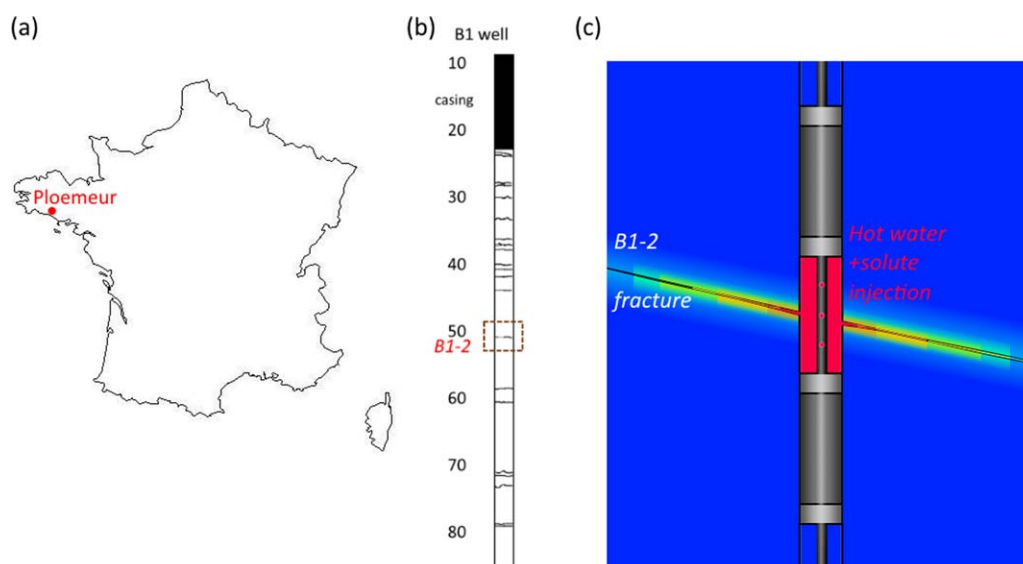 (a)
Ploemeur
(b)
B1 well
10
casing
20
30
40
50
B1-2
60
70
80
(c)
B1-2
fracture
Hot water
+solute
injection